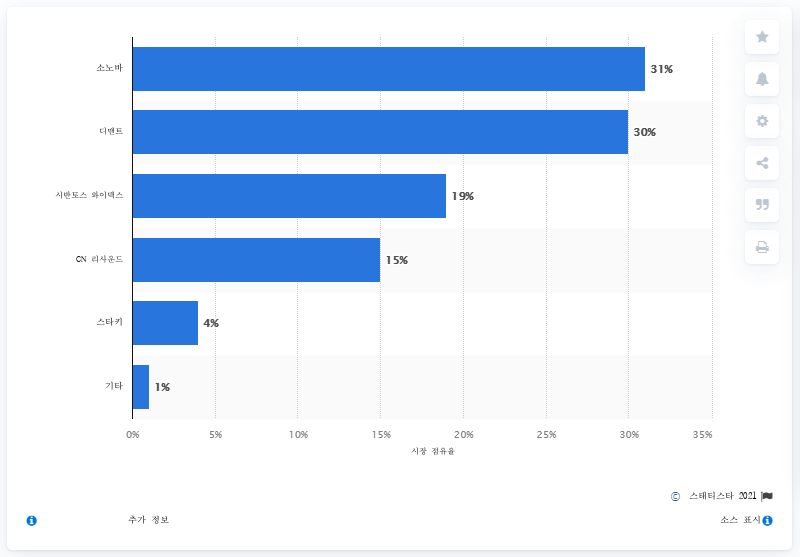 소노바
31%
디맨트
30%
시반토스 와이덱스
19%
GN 리사운드
15%
스타키
4%
기타
1%
0% 5% 10% 15% 20% 25% 30% 35%
시장 점유율
© 스태티스타 2021
추가 정보
소스 표시